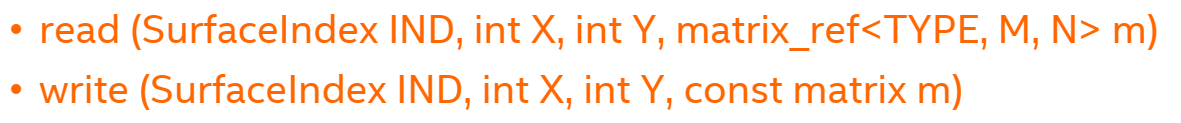 • read (SurfaceIndex IND, int X, int Y, matrix_ref<TYPE, M, N> m)
• write (SurfaceIndex IND, int X, int Y, const matrix m)